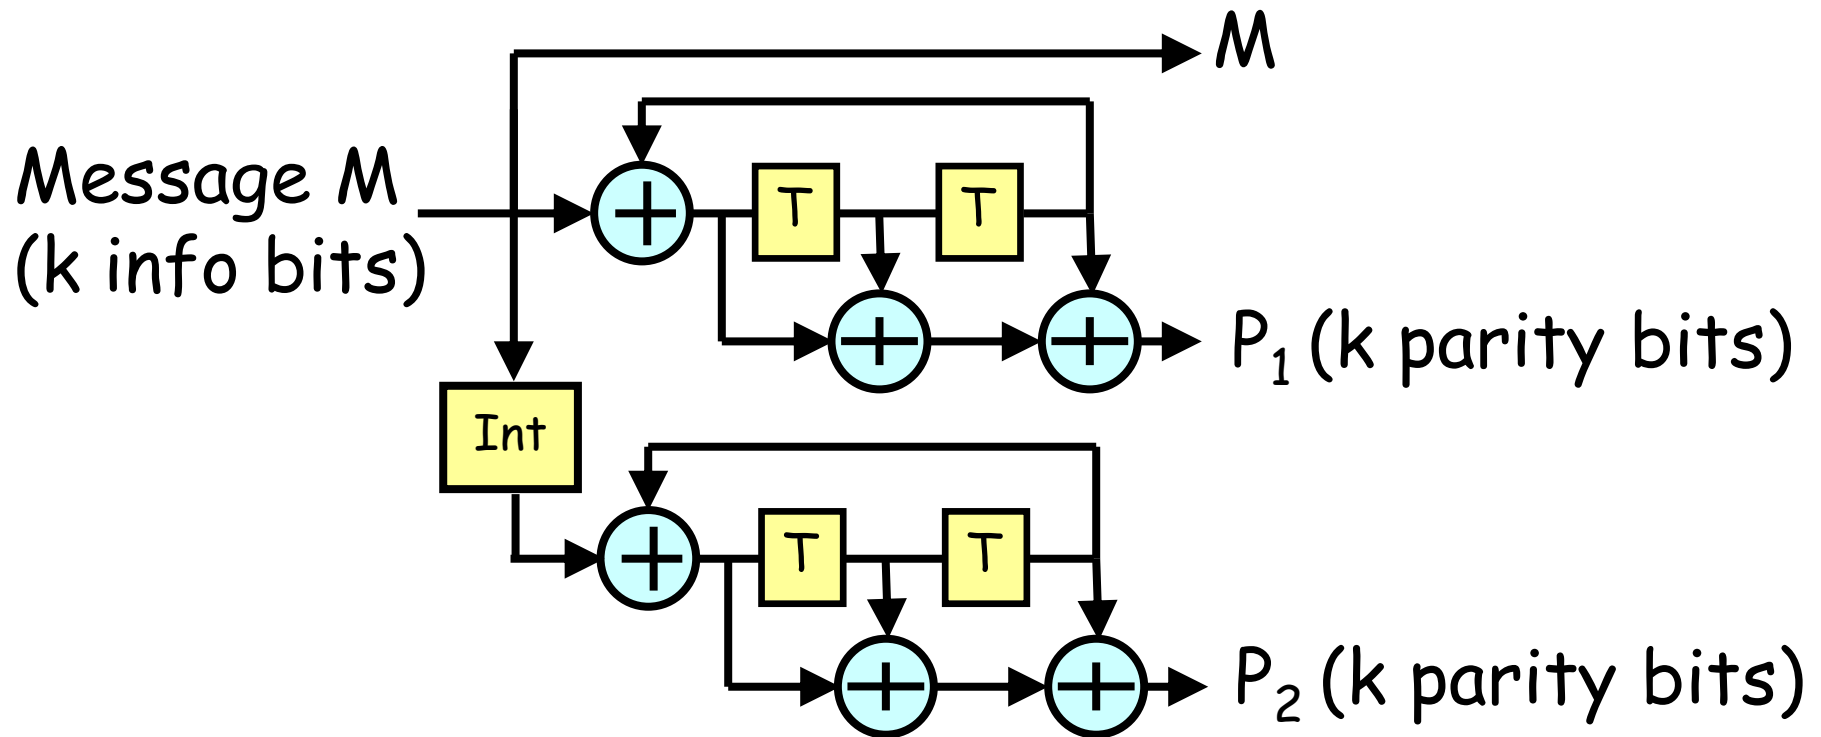 M
Message M
(k info bits)
T T
P1 (k parity bits)
Int
T T
P2 (k parity bits)